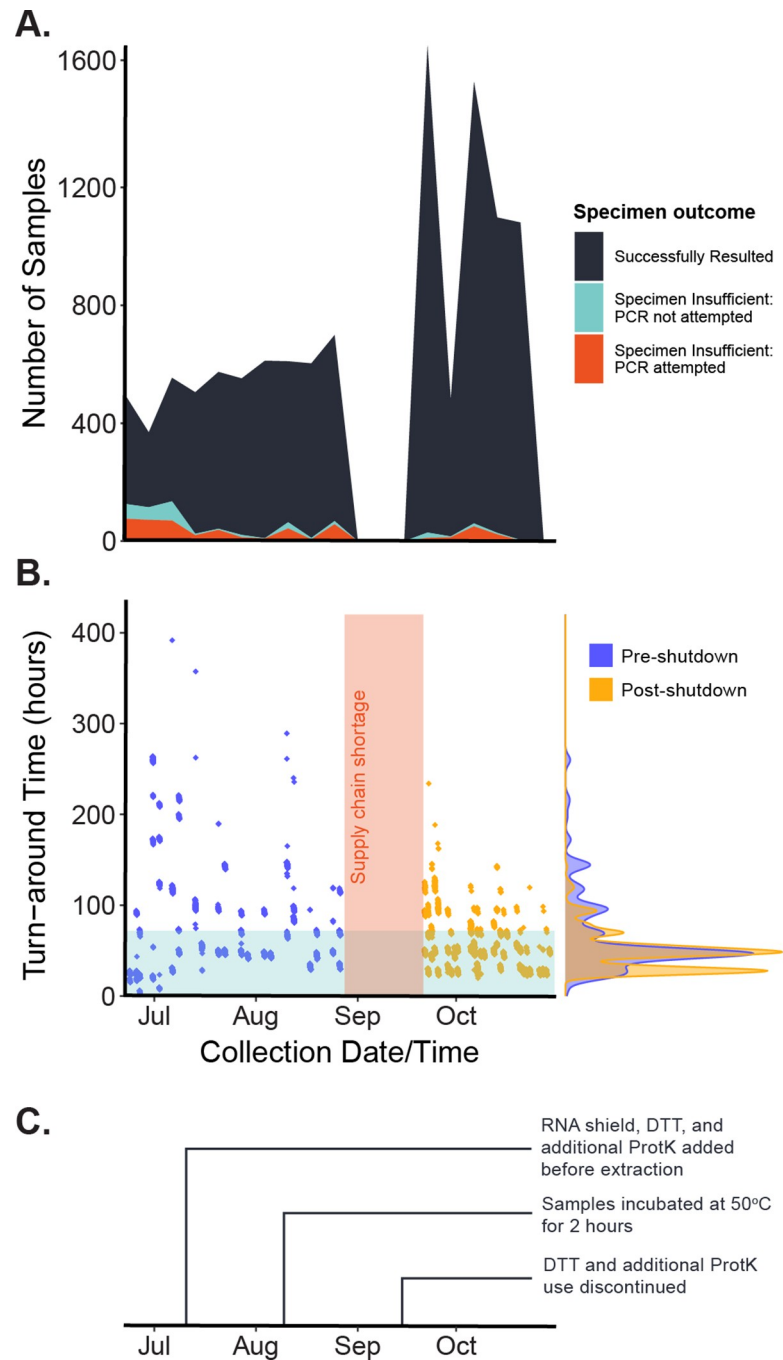 A.
1600
1200
800
400
0
Number of Samples
Specimen outcome
Successfully Resulted
Specimen Insufficient:
PCR not attempted
Specimen Insufficient:
PCR attempted
B.
400
300
200
100
0
Turn−around Time (hours)
Supply chain shortage
Pre-shutdown
Post-shutdown
Jul
Aug
Sep
Oct
Collection Date/Time
C.
RNA shield, DTT, and
additional ProtK added
before extraction
Samples incubated at 50ºC
for 2 hours
DTT and additional ProtK
use discontinued
Jul
Aug
Sep
Oct